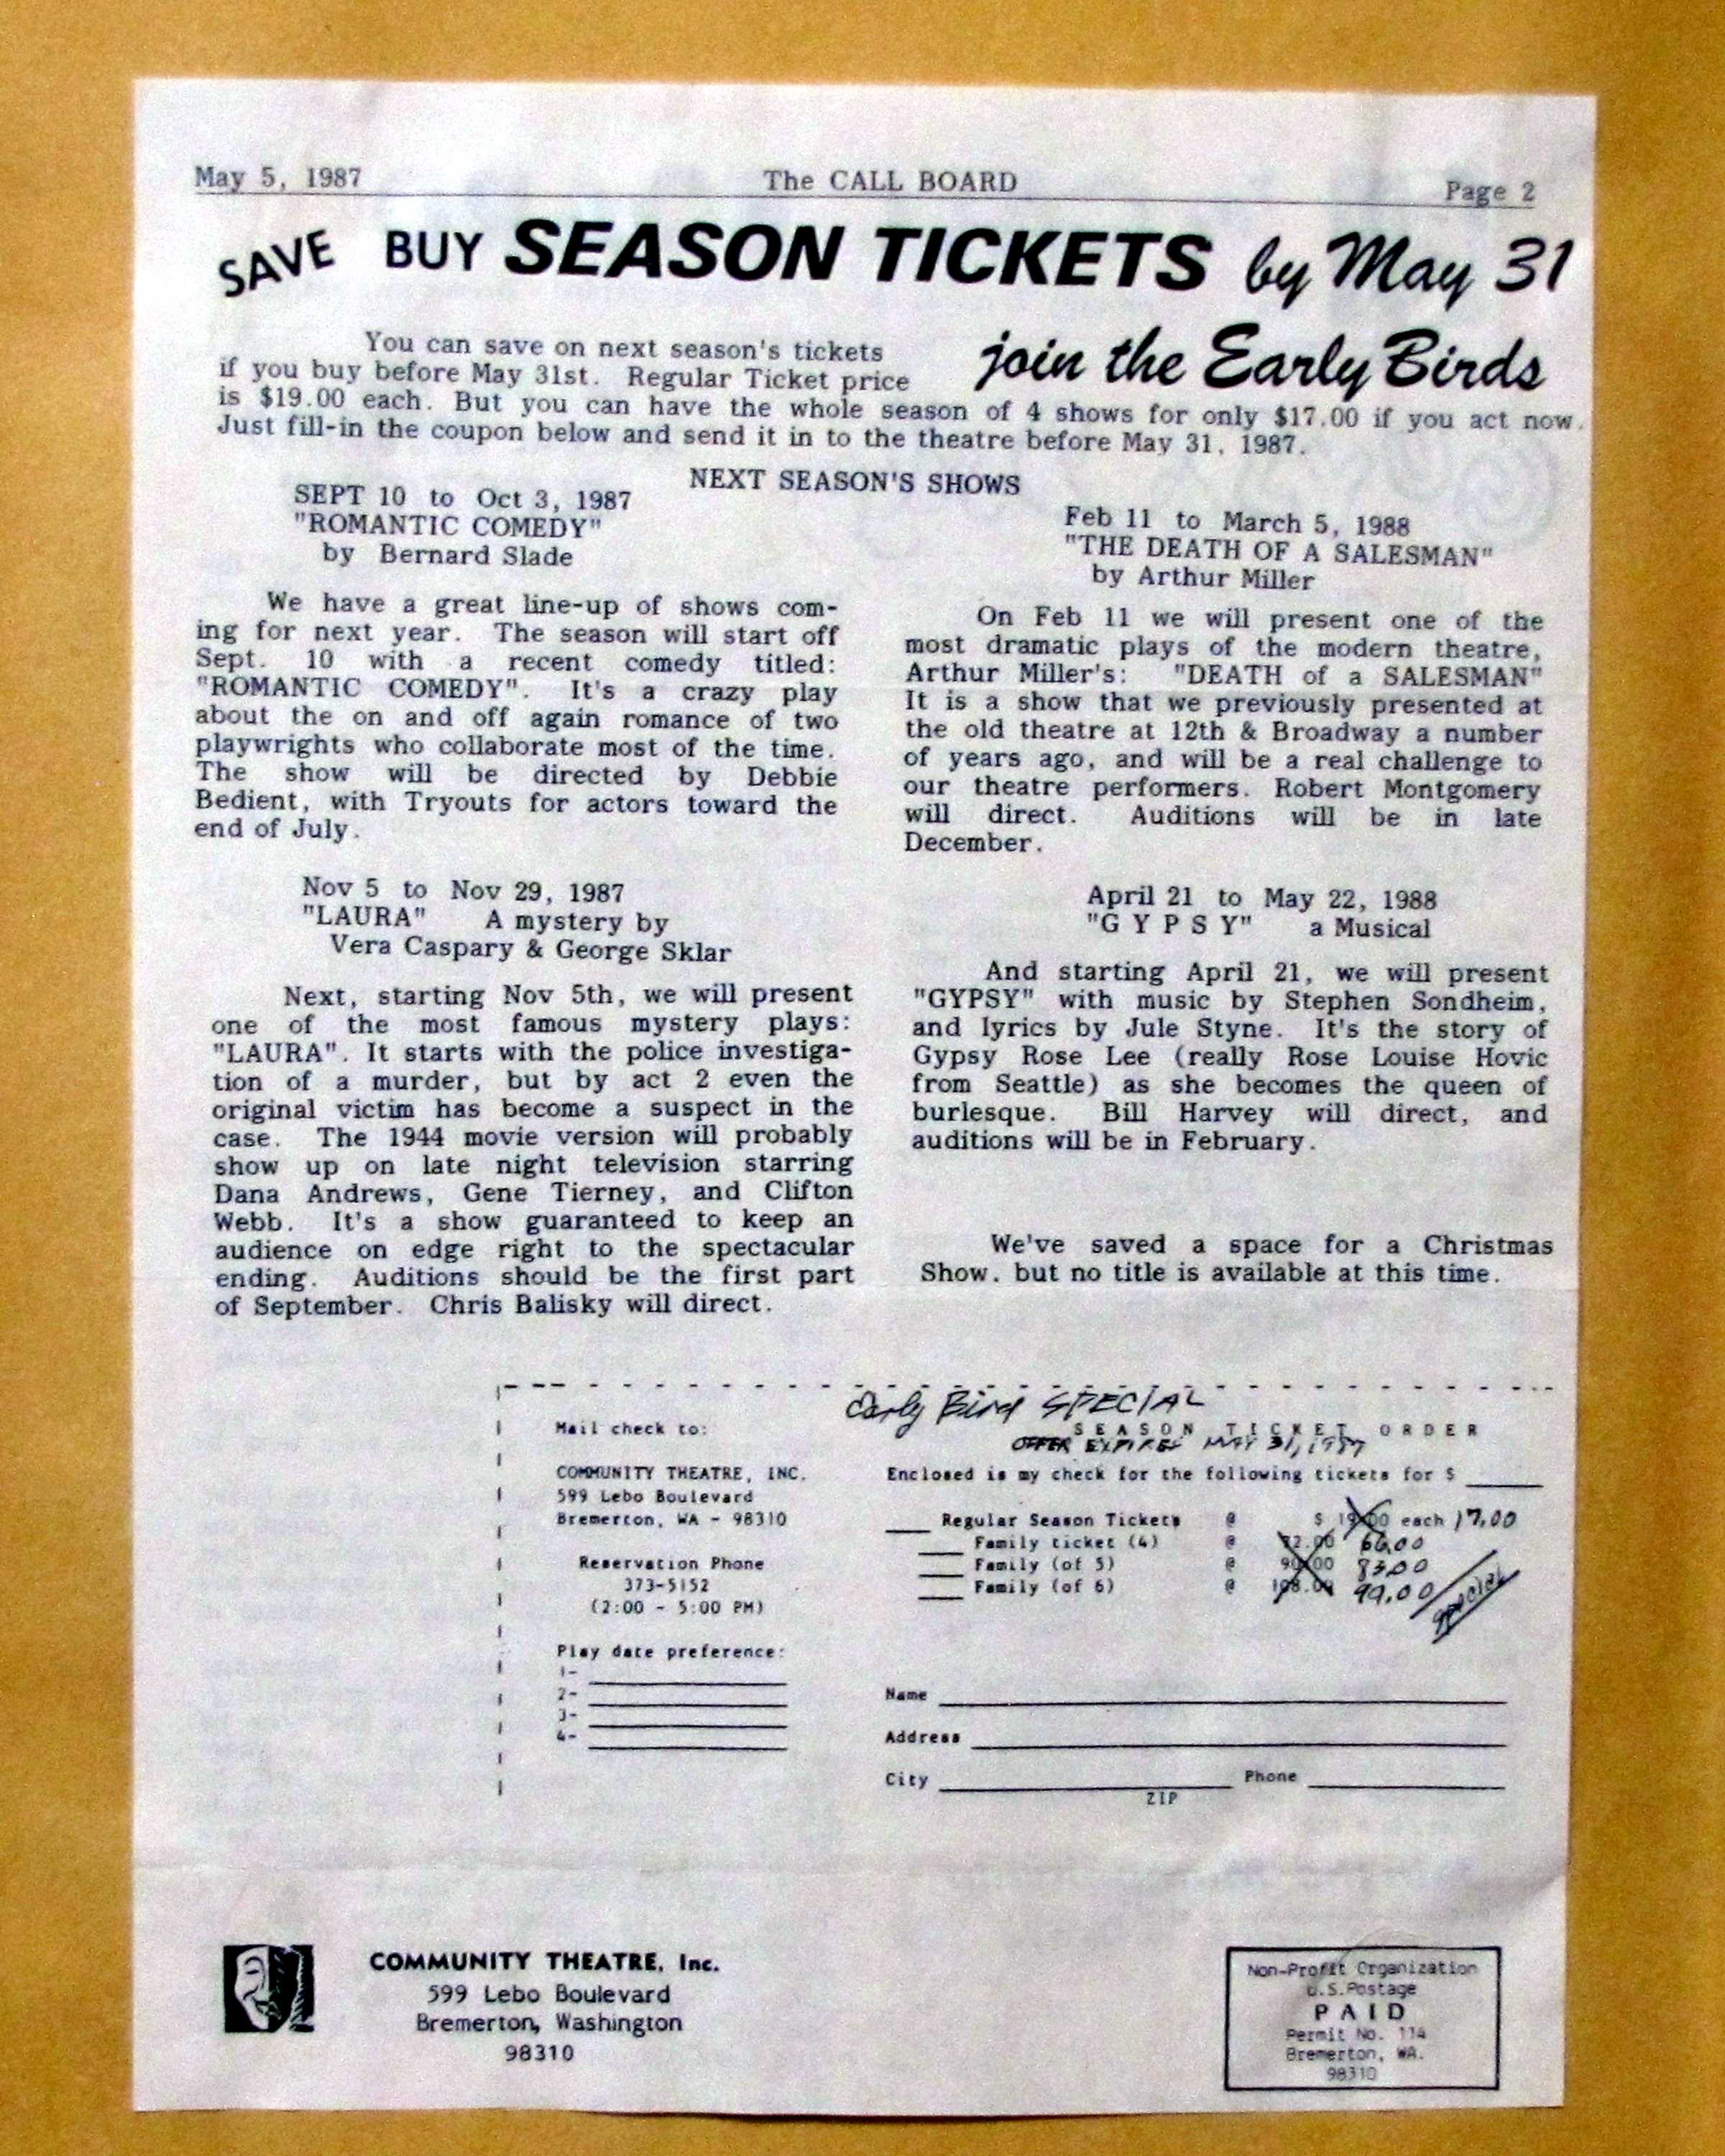 May 5, 1987 The CALL BOARD Page 2
SAVE BUY SEASON TICKETS by May 31
join the Early Birds
You can save on next season's tickets
if you buy before May 31st. Regular Ticket price
is $19.00 each. But you can have the whole season of 4 shows for only $17.00 if you act now.
Just fill-in the coupon below and send it in to the theatre before May 31, 1987.
NEXT SEASON'S SHOWS
SEPT 10 to Oct 3, 1987
"ROMANTIC COMEDY"
by Bernard Slade
We have a great line-up of shows com-
ing for next year. The season will start off
Sept. 10 with a recent comedy titled:
"ROMANTIC COMEDY". It's a crazy play
about the on and off again romance of two
playwrights who collaborate most of the time.
The show will be directed by Debbie
Bedient, with Tryouts for actors toward the
end of July.
Nov 5 to Nov 29, 1987
"LAURA" A mystery by
Vera Caspary & George Sklar
Next, starting Nov 5th, we will present
one of the most famous mystery plays:
"LAURA". It starts with the police investiga-
tion of a murder, but by act 2 even the
original victim has become a suspect in the
case. The 1944 movie version will probably
show up on late night television starring
Dana Andrews, Gene Tierney, and Clifton
Webb. It's a show guaranteed to keep an
audience on edge right to the spectacular
ending. Auditions should be the first part
of September. Chris Balisky will direct.
Feb 11 to March 5, 1988
"THE DEATH OF A SALESMAN"
by Arthur Miller
On Feb 11 we will present one of the
most dramatic plays of the modern theatre,
Arthur Miller's: "DEATH of a SALESMAN"
It is a show that we previously presented at
the old theatre at 12th & Broadway a number
of years ago, and will be a real challenge to
our theatre performers. Robert Montgomery
will direct. Auditions will be in late
December.
April 21 to May 22, 1988
"G Y P S Y" a Musical
And starting April 21, we will present
"GYPSY" with music by Stephen Sondheim,
and lyrics by Jule Styne. It's the story of
Gypsy Rose Lee (really Rose Louise Hovic
from Seattle) as she becomes the queen of
burlesque. Bill Harvey will direct, and
auditions will be in February.
We've saved a space for a Christmas
Show. but no title is available at this time.
Early Bird SPECIAL
SEASON TICKET ORDER
OFFER EXPIRES MAY 31, 1987
Mail check to:
COMMUNITY THEATRE, INC.
599 Lebo Boulevard
Bremerton, WA - 98310
Reservation Phone
373-5152
(2:00 - 5:00 PM)
Play date preference:
1-
2-
3-
4-
Enclosed is my check for the following tickets for $
Regular Season Tickets @ $ 19.00 each 17.00
Family ticket (4) @ 72.00 66.00
Family (of 5) @ 90.00 83.00
Family (of 6) @ 108.00 99.00
Special
Name
Address
City Phone
ZIP
COMMUNITY THEATRE, Inc.
599 Lebo Boulevard
Bremerton, Washington
98310
Non-Profit Organization
U.S.Postage
PAID
Permit No. 114
Bremerton, WA.
98310